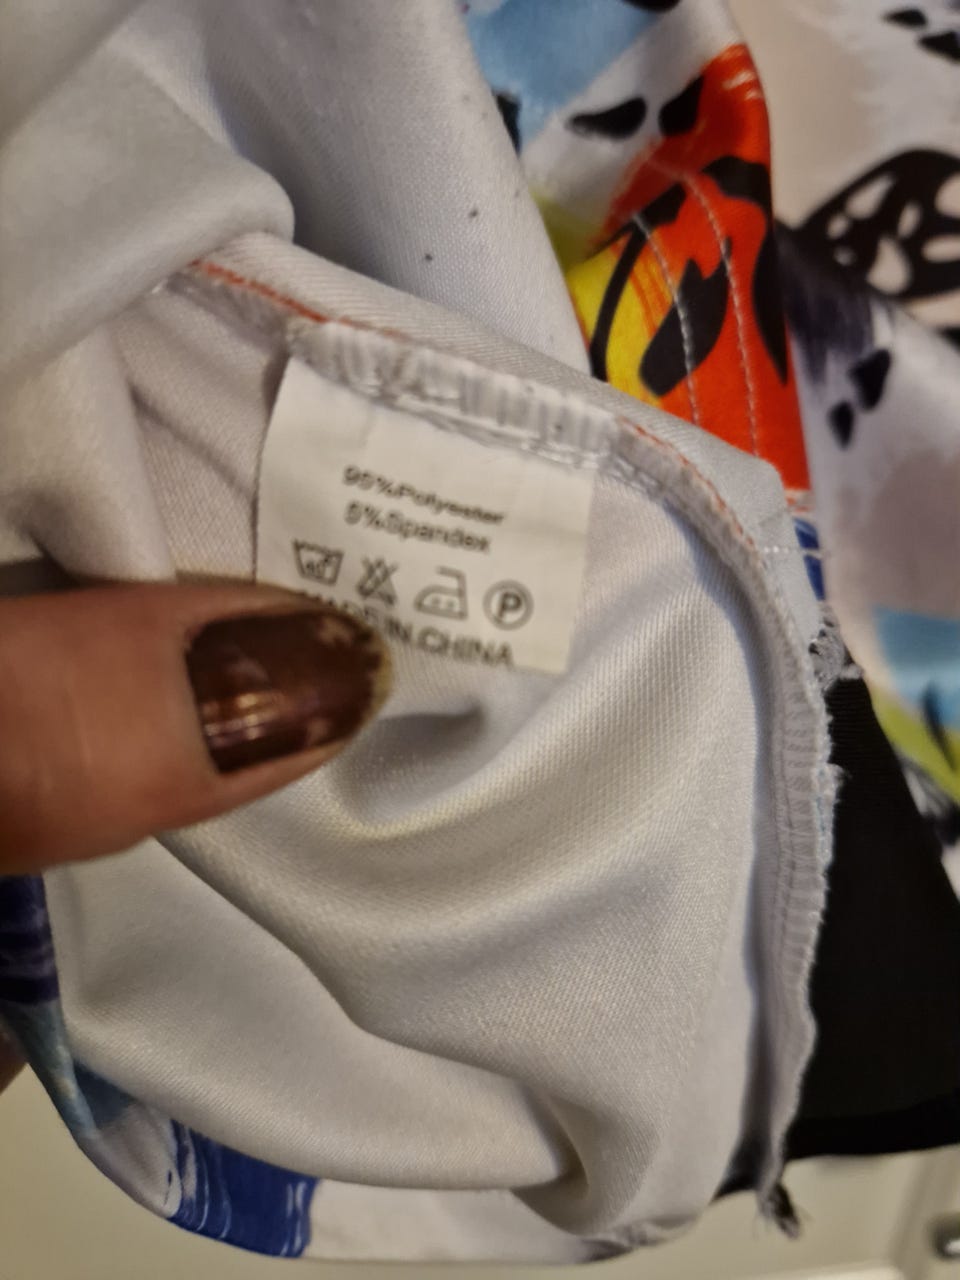 95%Polyester
5%Spandex
P
MADE IN CHINA